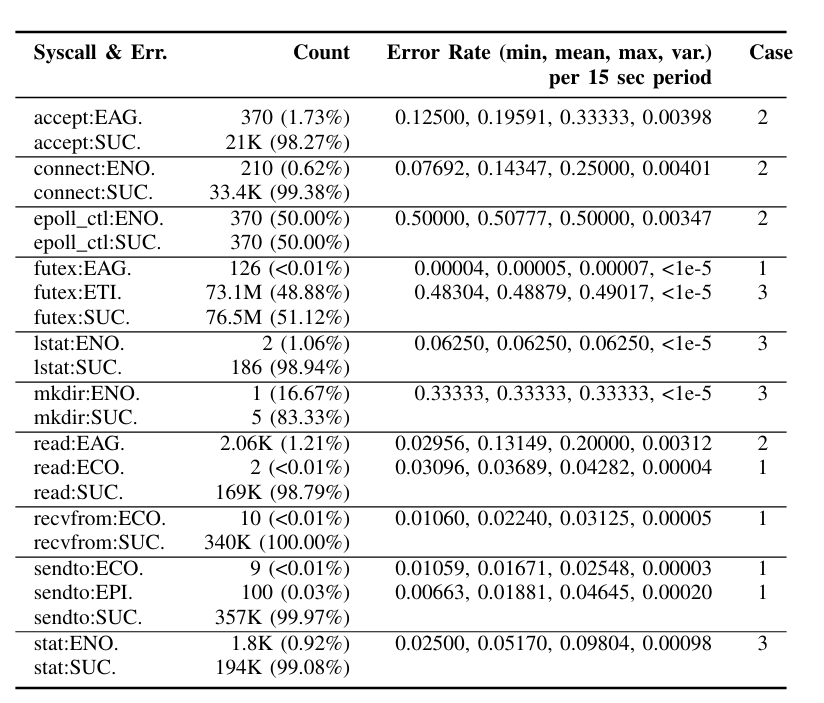 Syscall & Err. Count Error Rate (min, mean, max, var.) Case
per 15 sec period
accept:EAG. 370 (1.73%) 0.12500, 0.19591, 0.33333, 0.00398 2
accept:SUC. 21K (98.27%)
connect:ENO. 210 (0.62%) 0.07692, 0.14347, 0.25000, 0.00401 2
connect:SUC. 33.4K (99.38%)
epoll_ctl:ENO. 370 (50.00%) 0.50000, 0.50777, 0.50000, 0.00347 2
epoll_ctl:SUC. 370 (50.00%)
futex:EAG. 126 (<0.01%) 0.00004, 0.00005, 0.00007, <1e-5 1
futex:ETI. 73.1M (48.88%) 0.48304, 0.48879, 0.49017, <1e-5 3
futex:SUC. 76.5M (51.12%)
lstat:ENO. 2 (1.06%) 0.06250, 0.06250, 0.06250, <1e-5 3
lstat:SUC. 186 (98.94%)
mkdir:ENO. 1 (16.67%) 0.33333, 0.33333, 0.33333, <1e-5 3
mkdir:SUC. 5 (83.33%)
read:EAG. 2.06K (1.21%) 0.02956, 0.13149, 0.20000, 0.00312 2
read:ECO. 2 (<0.01%) 0.03096, 0.03689, 0.04282, 0.00004 1
read:SUC. 169K (98.79%)
recvfrom:ECO. 10 (<0.01%) 0.01060, 0.02240, 0.03125, 0.00005 1
recvfrom:SUC. 340K (100.00%)
sendto:ECO. 9 (<0.01%) 0.01059, 0.01671, 0.02548, 0.00003 1
sendto:EPI. 100 (0.03%) 0.00663, 0.01881, 0.04645, 0.00020 1
sendto:SUC. 357K (99.97%)
stat:ENO. 1.8K (0.92%) 0.02500, 0.05170, 0.09804, 0.00098 3
stat:SUC. 194K (99.08%)